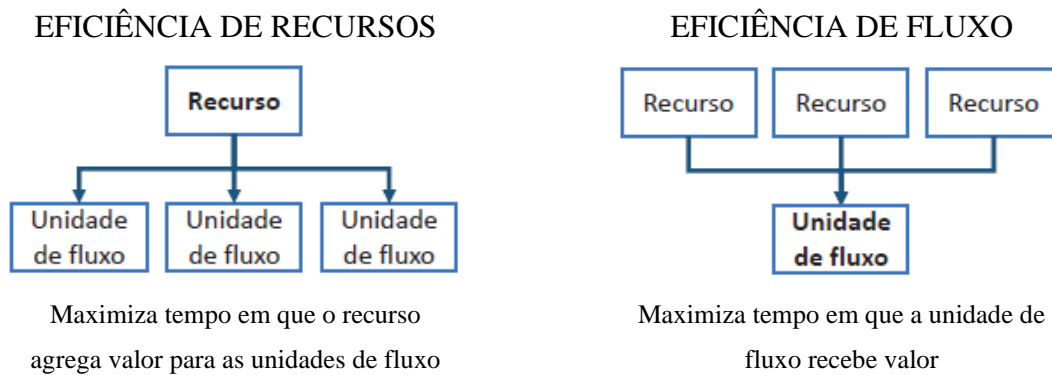 EFICIÊNCIA DE RECURSOS
Recurso
Unidade
de fluxo
Unidade
de fluxo
Unidade
de fluxo
Maximiza tempo em que o recurso
agrega valor para as unidades de fluxo
EFICIÊNCIA DE FLUXO
Recurso
Recurso
Recurso
Unidade
de fluxo
Maximiza tempo em que a unidade de
fluxo recebe valor